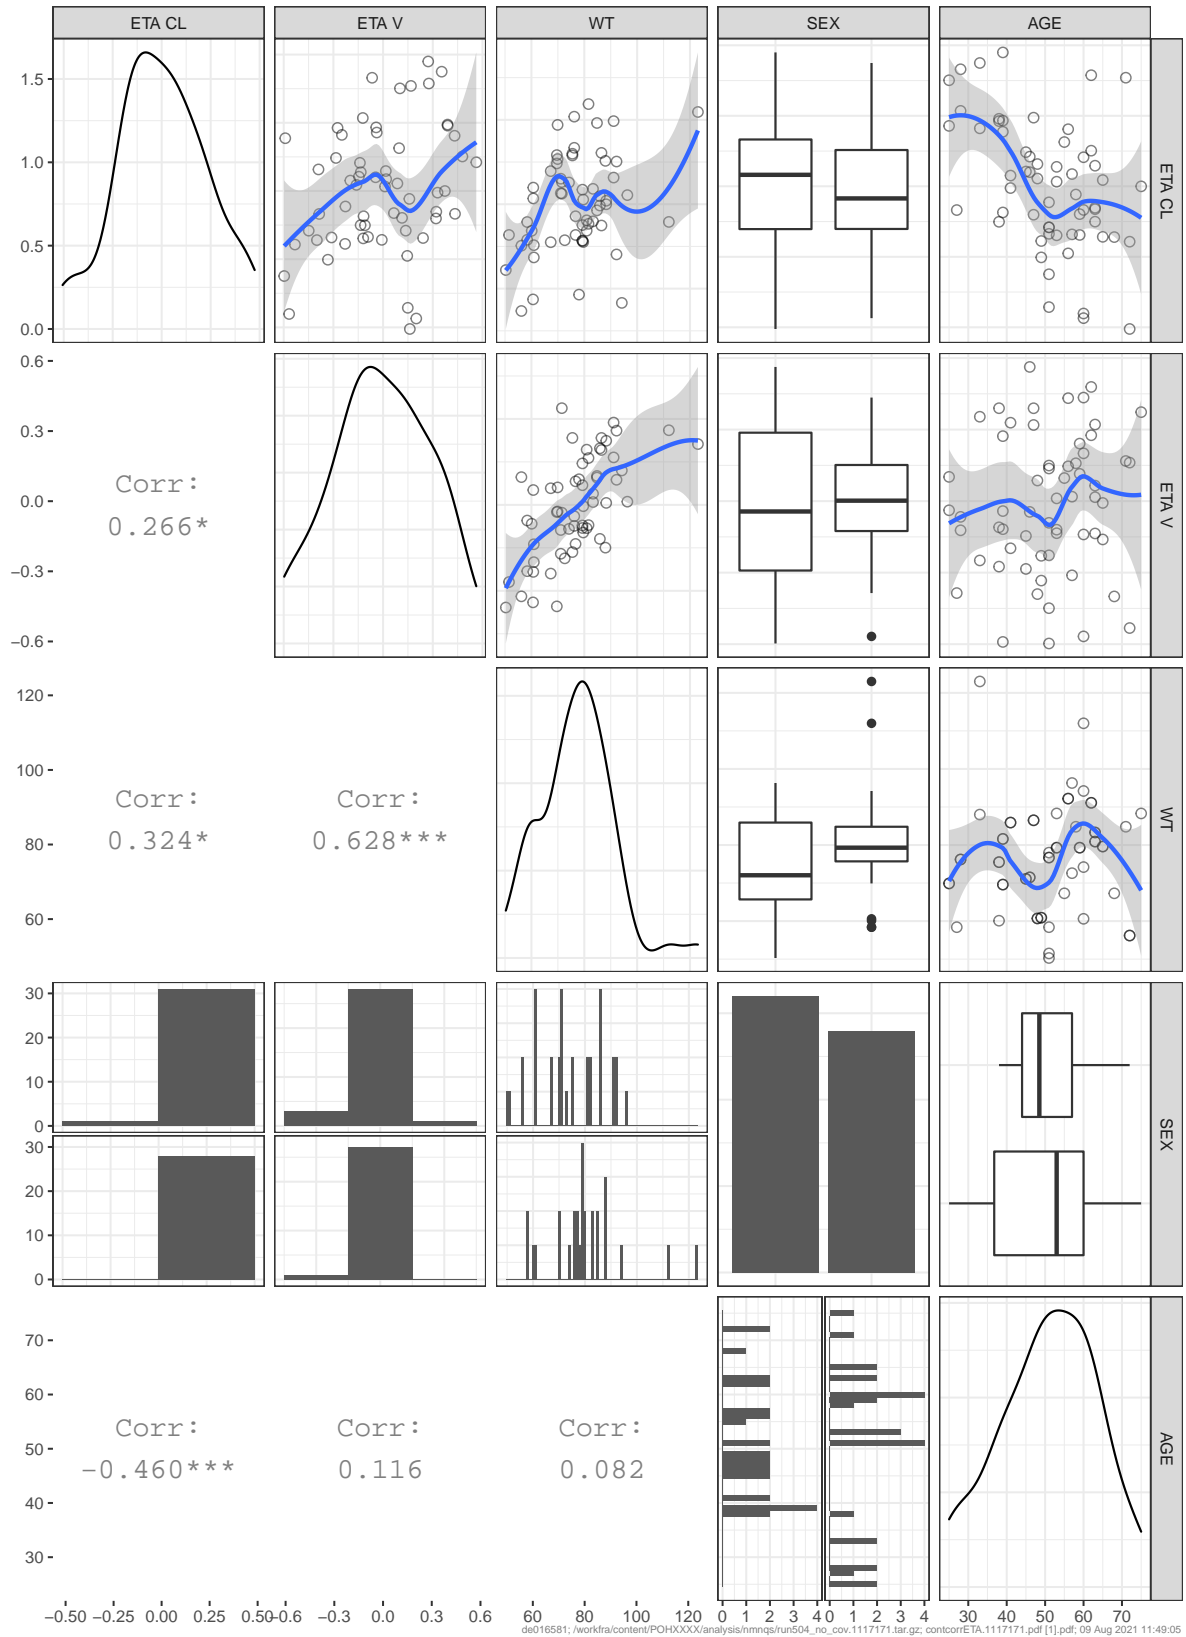 ETA CL ETA V WT SEX AGE
1.5
1.0
0.5
0.0
ETA CL
0.6
0.3
0.0
−0.3
−0.6
Corr:
0.266*
ETA V
120
100
80
60
Corr:
0.324*
Corr:
0.628***
WT
30
20
10
0
30
20
10
0
SEX
70
60
50
40
30
Corr:
−0.460***
Corr:
0.116
Corr:
0.082
AGE
−0.50 −0.25 0.00 0.25 0.50 −0.6 −0.3 0.0 0.3 0.6 60 80 100 120 0 1 2 3 4 0 1 2 3 4 30 40 50 60 70
de016581; /workfra/content/POHXXXX/analysis/nmnqs/run504_no_cov.1117171.tar.gz; contcorrETA.1117171.pdf [1].pdf; 09 Aug 2021 11:49:05